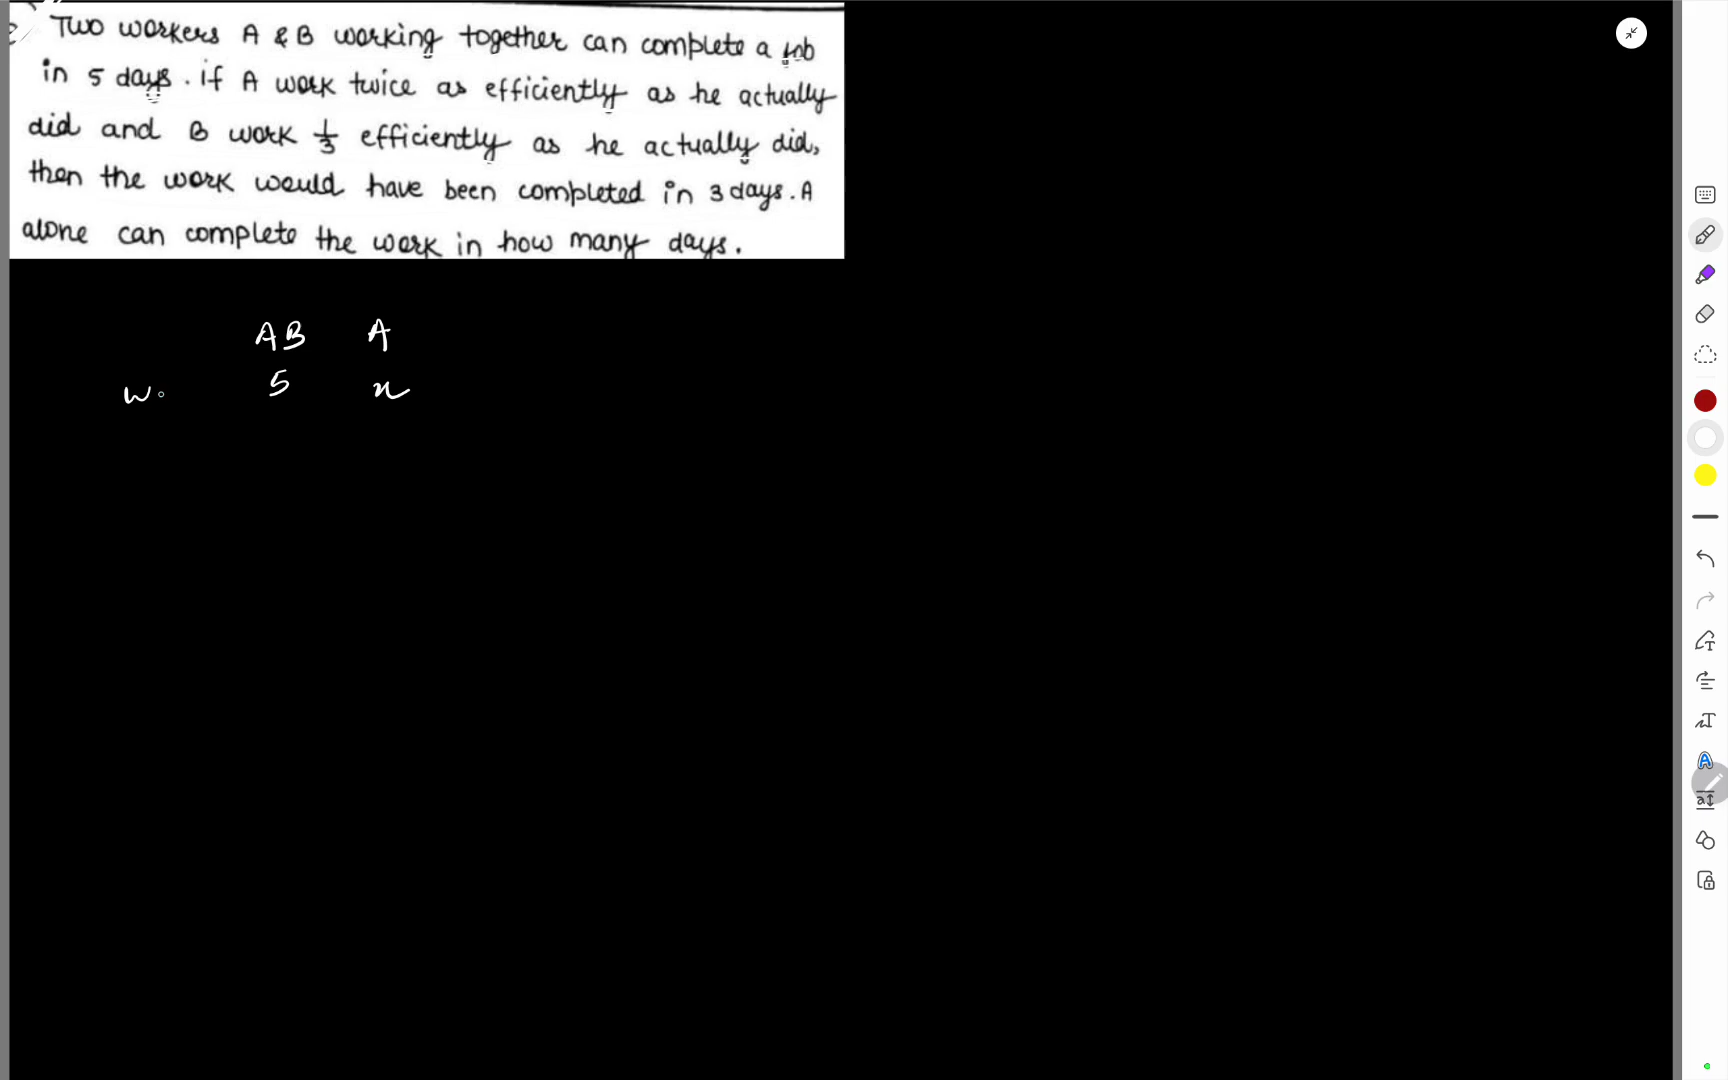 Two workers A & B working together can complete a job
in 5 days. if A work twice as efficiently as he actually
did and B work 1/3 efficiently as he actually did,
then the work would have been completed in 3 days. A
alone can complete the work in how many days.
AB A
W. 5 x